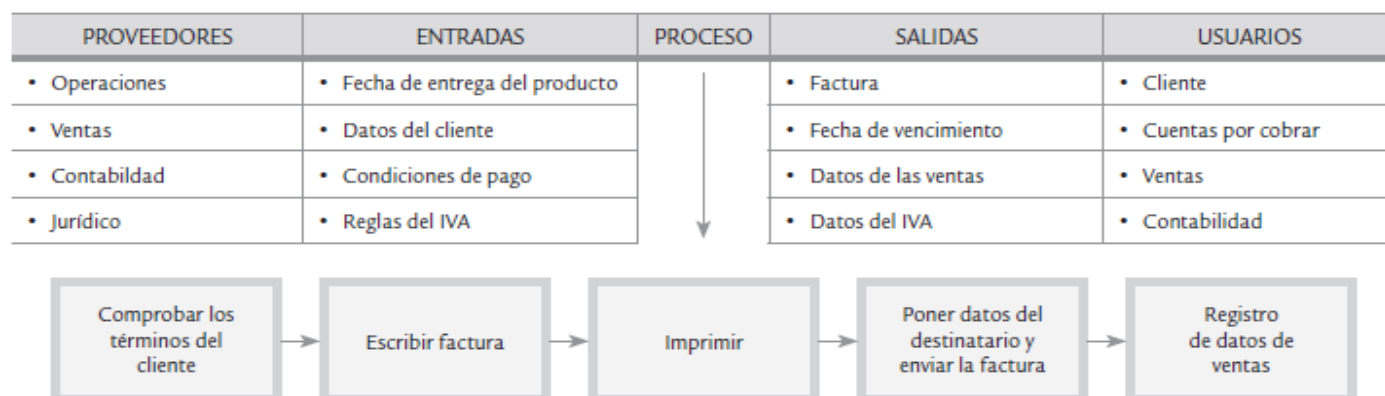 PROVEEDORES ENTRADAS PROCESO SALIDAS USUARIOS
• Operaciones • Fecha de entrega del producto • Factura • Cliente
• Ventas • Datos del cliente • Fecha de vencimiento • Cuentas por cobrar
• Contabildad • Condiciones de pago • Datos de las ventas • Ventas
• Jurídico • Reglas del IVA • Datos del IVA • Contabilidad
Comprobar los
términos del
cliente
Escribir factura
Imprimir
Poner datos del
destinatario y
enviar la factura
Registro
de datos de
ventas